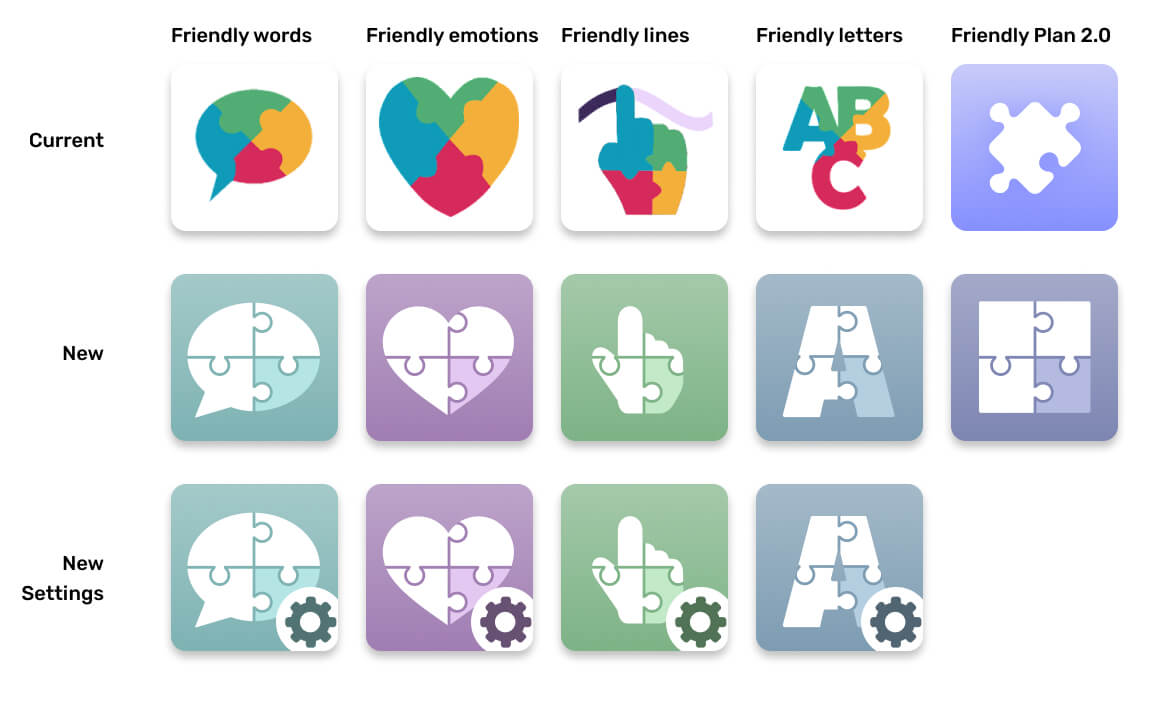 Friendly words
Friendly emotions
Friendly lines
Friendly letters
Friendly Plan 2.0
Current
ABC
New
A
New
Settings
A